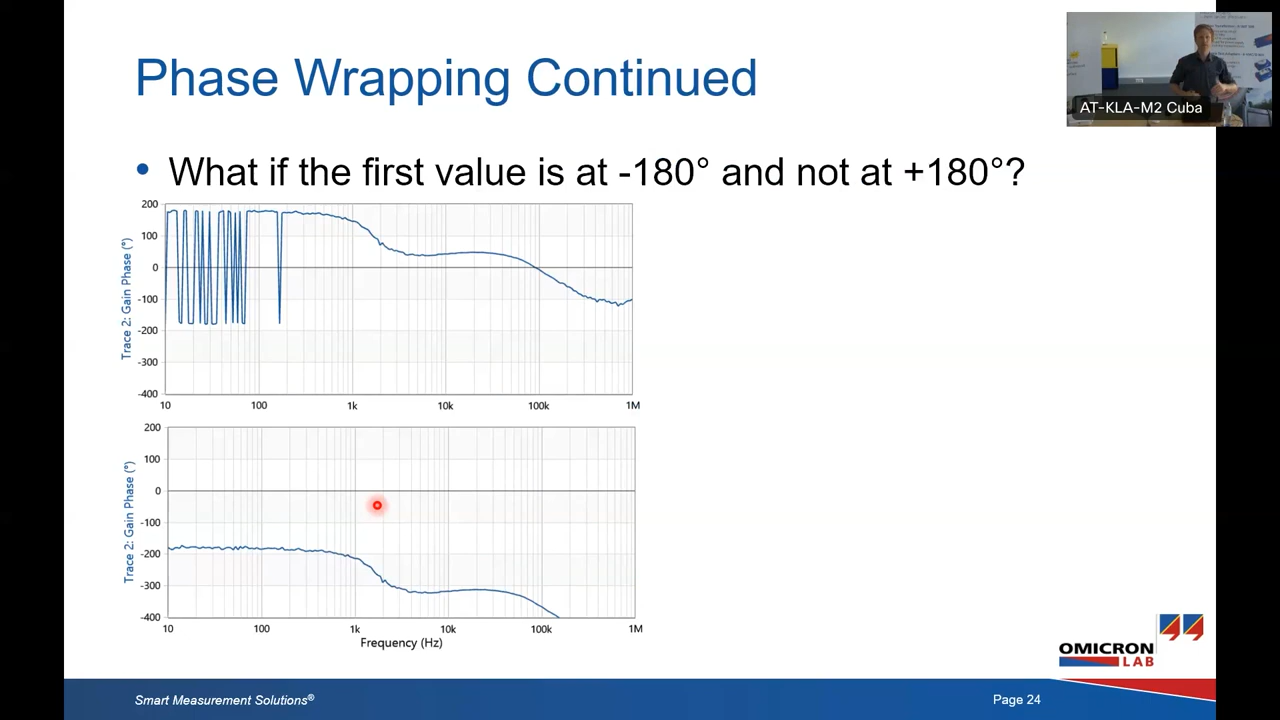 Phase Wrapping Continued
AT-KLA-M2 Cuba
• What if the first value is at -180° and not at +180°?
Trace 2: Gain Phase (°)
200
100
0
-100
-200
-300
-400
10 100 1k 10k 100k 1M
Trace 2: Gain Phase (°)
200
100
0
-100
-200
-300
-400
10 100 1k 10k 100k 1M
Frequency (Hz)
OMICRON
LAB
Smart Measurement Solutions®
Page 24